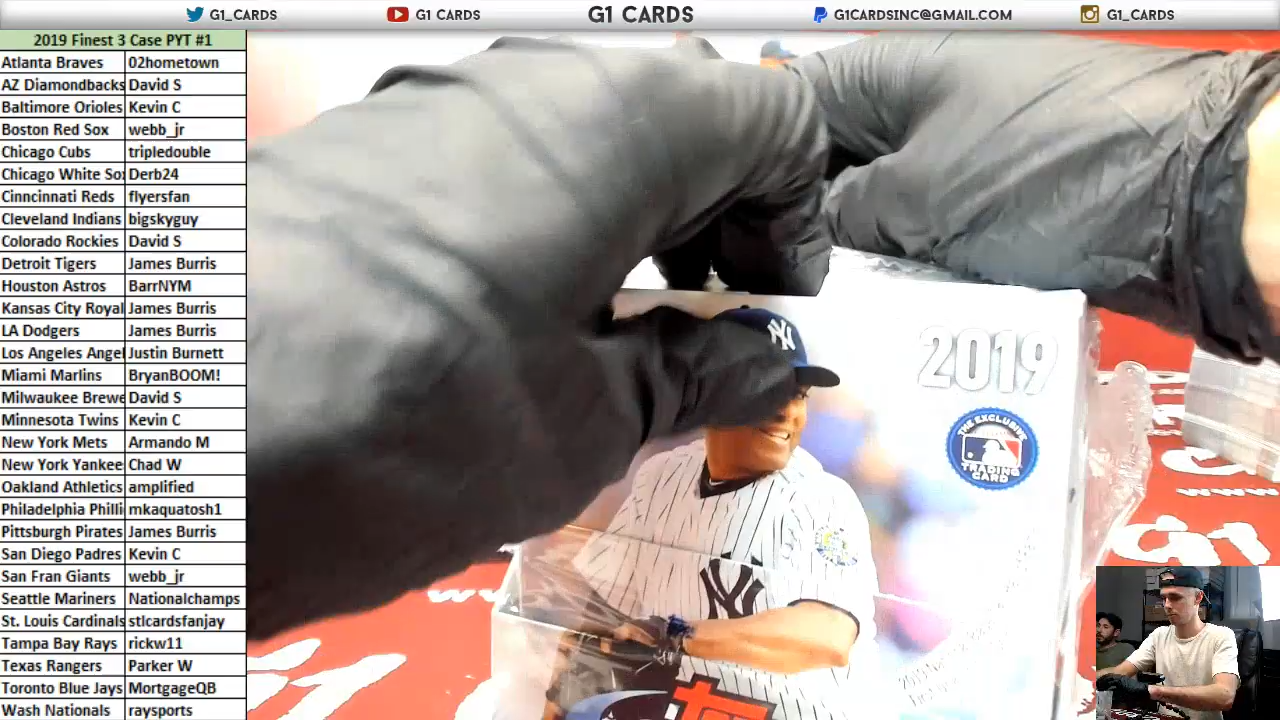 G1_CARDS
G1 CARDS
G1 CARDS
G1CARDSINC@GMAIL.COM
G1_CARDS
2019 Finest 3 Case PYT #1
Atlanta Braves 02hometown
AZ Diamondbacks David S
Baltimore Orioles Kevin C
Boston Red Sox webb_jr
Chicago Cubs tripledouble
Chicago White Sox Derb24
Cinncinnati Reds flyersfan
Cleveland Indians bigskyguy
Colorado Rockies David S
Detroit Tigers James Burris
Houston Astros BarrNYM
Kansas City Royal James Burris
LA Dodgers James Burris
Los Angeles Angel Justin Burnett
Miami Marlins BryanBOOM!
Milwaukee Brewe David S
Minnesota Twins Kevin C
New York Mets Armando M
New York Yankee Chad W
Oakland Athletics amplified
Philadelphia Philli mkaquatosh1
Pittsburgh Pirates James Burris
San Diego Padres Kevin C
San Fran Giants webb_jr
Seattle Mariners Nationalchamps
St. Louis Cardinals stlcardsfanjay
Tampa Bay Rays rickw11
Texas Rangers Parker W
Toronto Blue Jays MortgageQB
Wash Nationals raysports
2019
THE EXCLUSIVE
TRADING
CARD
NY
NY